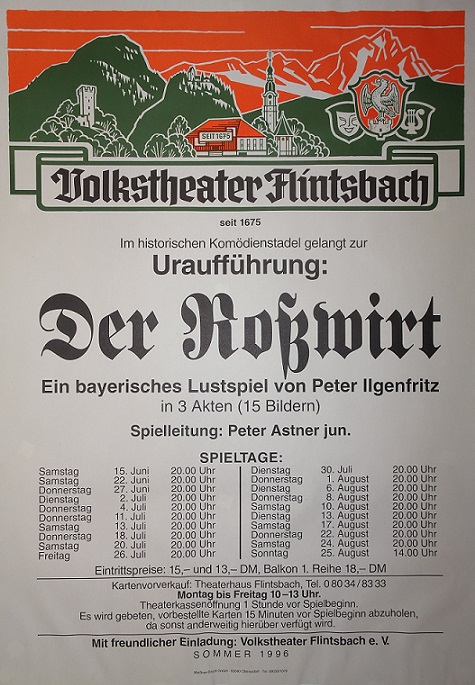 SEIT 1675
Volkstheater Flintsbach
seit 1675
Im historischen Komödienstadel gelangt zur
Uraufführung:
Der Roßwirt
Ein bayerisches Lustspiel von Peter Ilgenfritz
in 3 Akten (15 Bildern)
Spielleitung: Peter Astner jun.
SPIELTAGE:
Samstag 15. Juni 20.00 Uhr
Samstag 22. Juni 20.00 Uhr
Donnerstag 27. Juni 20.00 Uhr
Dienstag 2. Juli 20.00 Uhr
Donnerstag 4. Juli 20.00 Uhr
Donnerstag 11. Juli 20.00 Uhr
Samstag 13. Juli 20.00 Uhr
Donnerstag 18. Juli 20.00 Uhr
Samstag 20. Juli 20.00 Uhr
Freitag 26. Juli 20.00 Uhr
Dienstag 30. Juli 20.00 Uhr
Donnerstag 1. August 20.00 Uhr
Dienstag 6. August 20.00 Uhr
Donnerstag 8. August 20.00 Uhr
Samstag 10. August 20.00 Uhr
Dienstag 13. August 20.00 Uhr
Samstag 17. August 20.00 Uhr
Donnerstag 22. August 20.00 Uhr
Samstag 24. August 20.00 Uhr
Sonntag 25. August 14.00 Uhr
Eintrittspreise: 15,– und 13,– DM, Balkon 1. Reihe 18,– DM
Kartenvorverkauf: Theaterhaus Flintsbach, Tel. 0 80 34 / 83 33
Montag bis Freitag 10–13 Uhr.
Theaterkassenöffnung 1 Stunde vor Spielbeginn.
Es wird gebeten, vorbestellte Karten 15 Minuten vor Spielbeginn abzuholen,
da sonst anderweitig hierüber verfügt wird.
Mit freundlicher Einladung: Volkstheater Flintsbach e. V.
SOMMER 1996